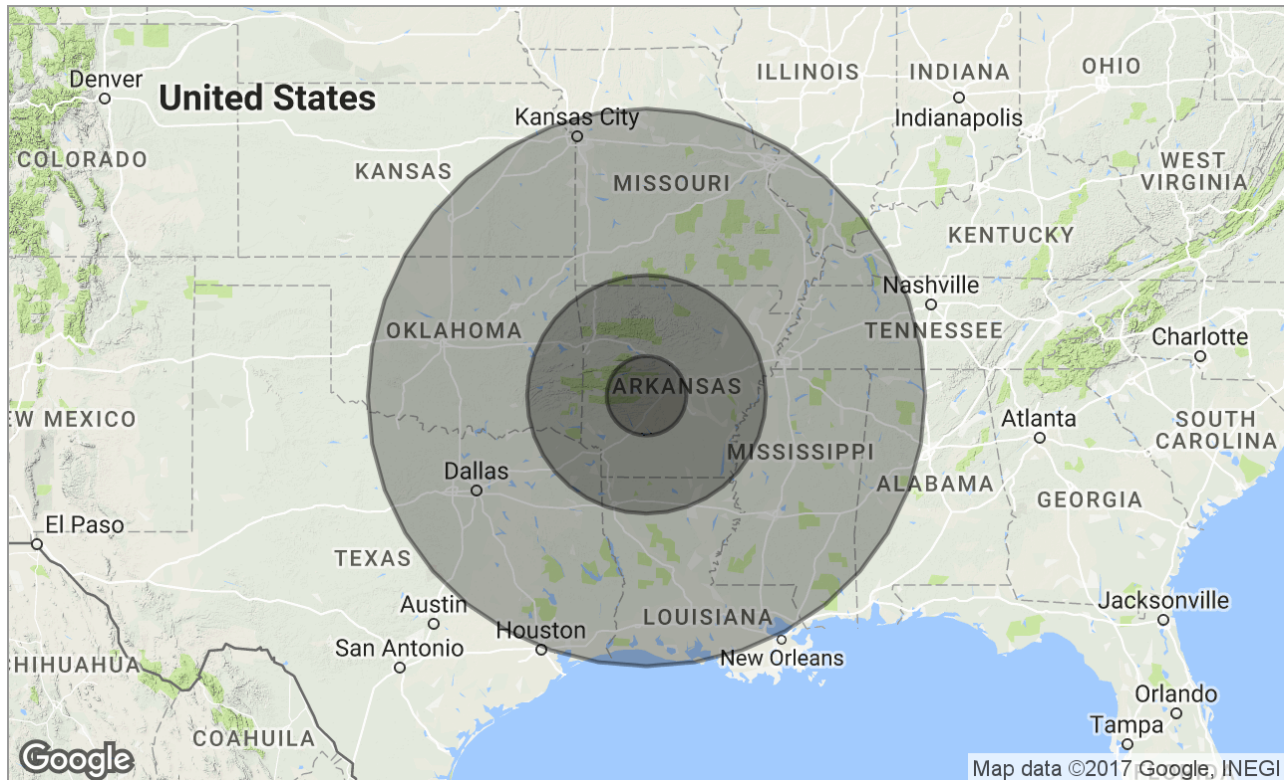 Denver
United States
ILLINOIS
INDIANA
OHIO
Kansas City
Indianapolis
COLORADO
KANSAS
MISSOURI
WEST
VIRGINIA
KENTUCKY
Nashville
OKLAHOMA
TENNESSEE
Charlotte
ARKANSAS
EW MEXICO
Atlanta
SOUTH
CAROLINA
MISSISSIPPI
Dallas
ALABAMA
GEORGIA
El Paso
TEXAS
Austin
LOUISIANA
Jacksonville
Houston
San Antonio
New Orleans
CHIHUAHUA
Orlando
Tampa
COAHUILA
Google
Map data ©2017 Google, INEGI